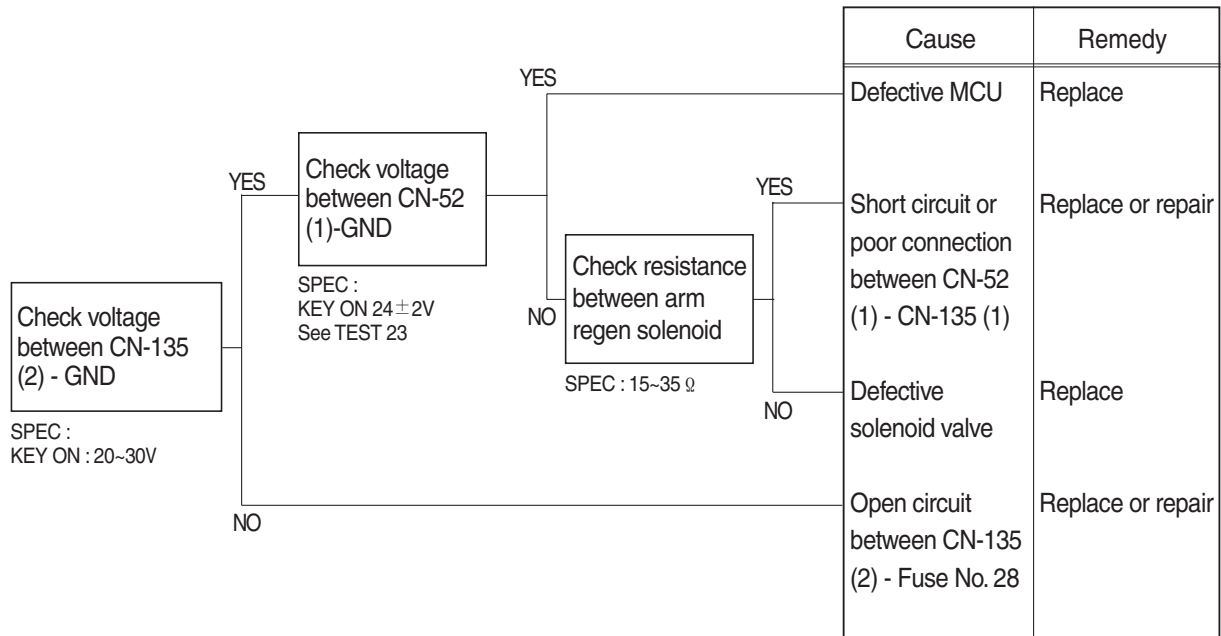 Cause
Remedy
YES
Defective MCU
Replace
Check voltage
between CN-52
(1)-GND
YES
YES
Short circuit or
poor connection
between CN-52
(1) - CN-135 (1)
Replace or repair
Check resistance
between arm
regen solenoid
SPEC :
KEY ON 24±2V
See TEST 23
NO
Check voltage
between CN-135
(2) - GND
SPEC : 15~35 Ω
NO
Defective
solenoid valve
Replace
SPEC :
KEY ON : 20~30V
NO
Open circuit
between CN-135
(2) - Fuse No. 28
Replace or repair